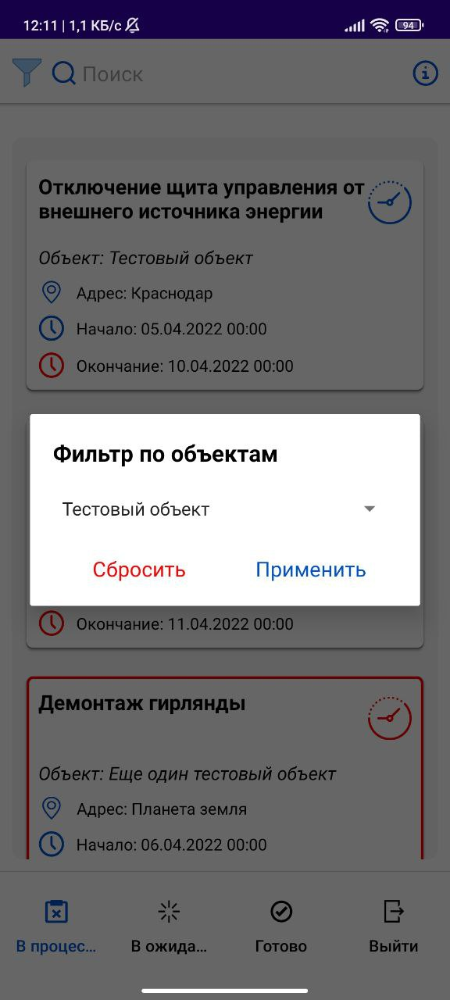 12:11 | 1,1 КБ/с
94
Поиск
Отключение щита управления от
внешнего источника энергии
Объект: Тестовый объект
Адрес: Краснодар
Начало: 05.04.2022 00:00
Окончание: 10.04.2022 00:00
Фильтр по объектам
Тестовый объект
Сбросить
Применить
Окончание: 11.04.2022 00:00
Демонтаж гирлянды
Объект: Еще один тестовый объект
Адрес: Планета земля
Начало: 06.04.2022 00:00
В процес...
В ожида...
Готово
Выйти